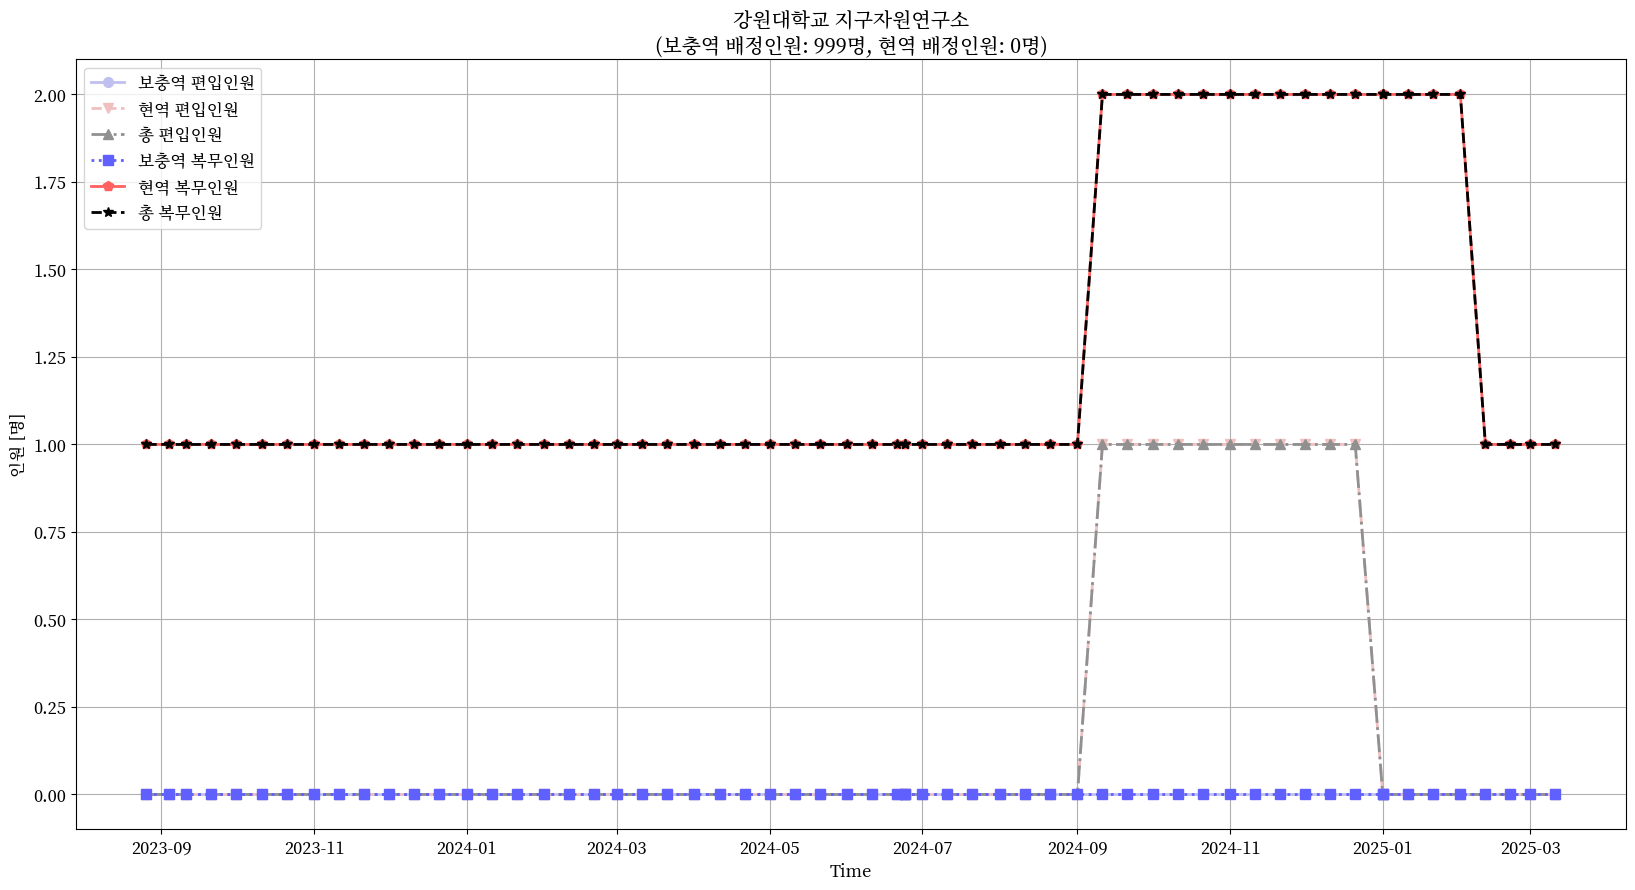 강원대학교 지구자원연구소
(보충역 배정인원: 999명, 현역 배정인원: 0명)
보충역 편입인원
현역 편입인원
총 편입인원
보충역 복무인원
현역 복무인원
총 복무인원
인원 [명]
2.00
1.75
1.50
1.25
1.00
0.75
0.50
0.25
0.00
2023-09 2023-11 2024-01 2024-03 2024-05 2024-07 2024-09 2024-11 2025-01 2025-03
Time